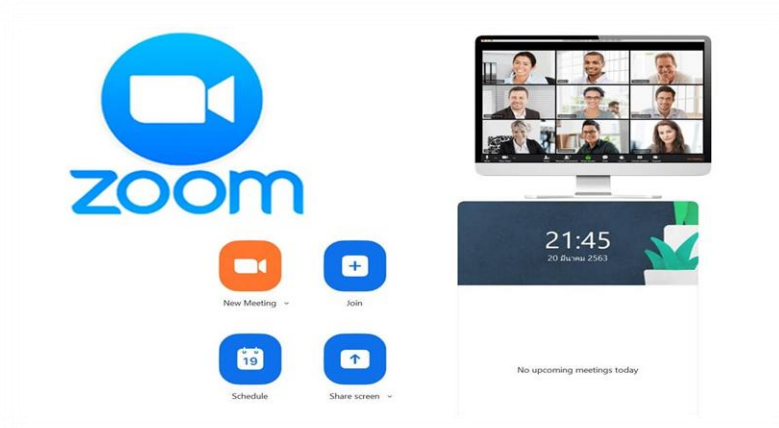 zoom
21:45
20 มีนาคม 2563
New Meeting
Join
19
Schedule
Share screen
No upcoming meetings today